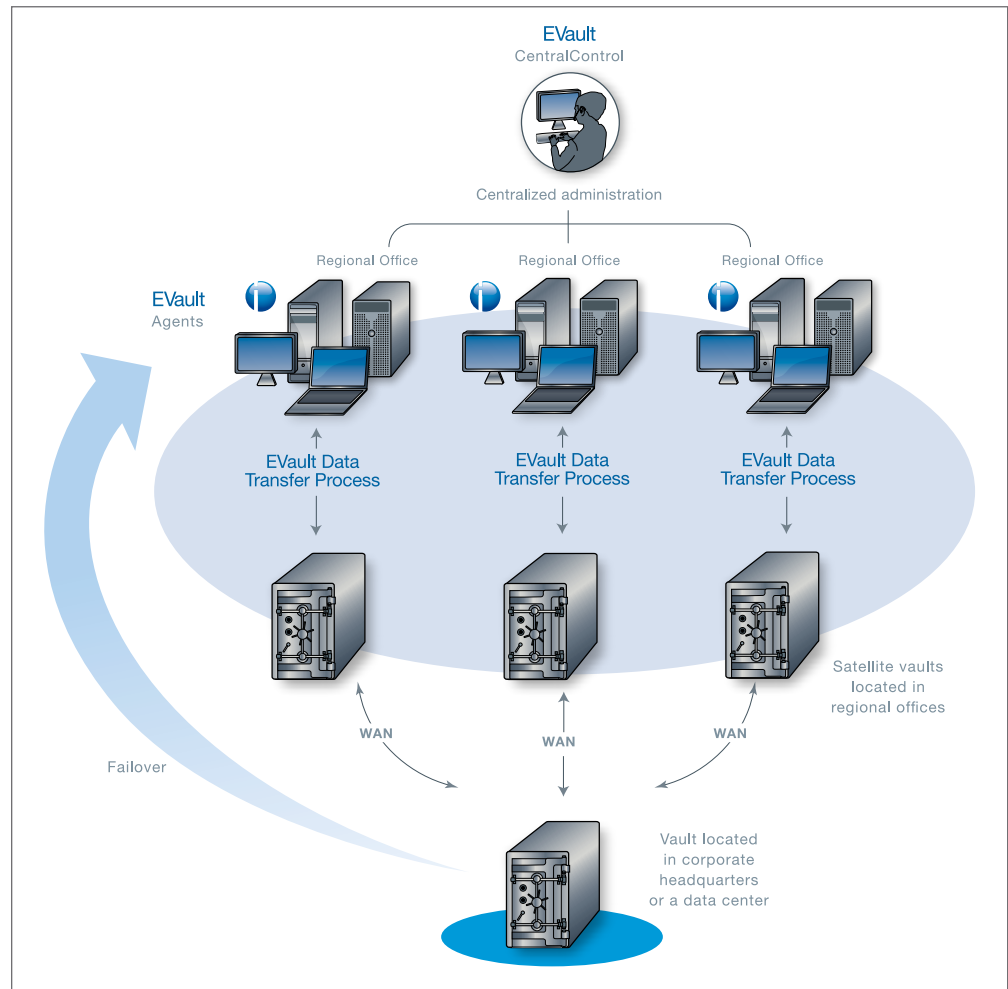 EVault
CentralControl
Centralized administration
Regional Office
Regional Office
Regional Office
EVault
Agents
EVault Data
Transfer Process
EVault Data
Transfer Process
EVault Data
Transfer Process
Satellite vaults
located in
regional offices
WAN
WAN
WAN
Failover
Vault located
in corporate
headquarters
or a data center